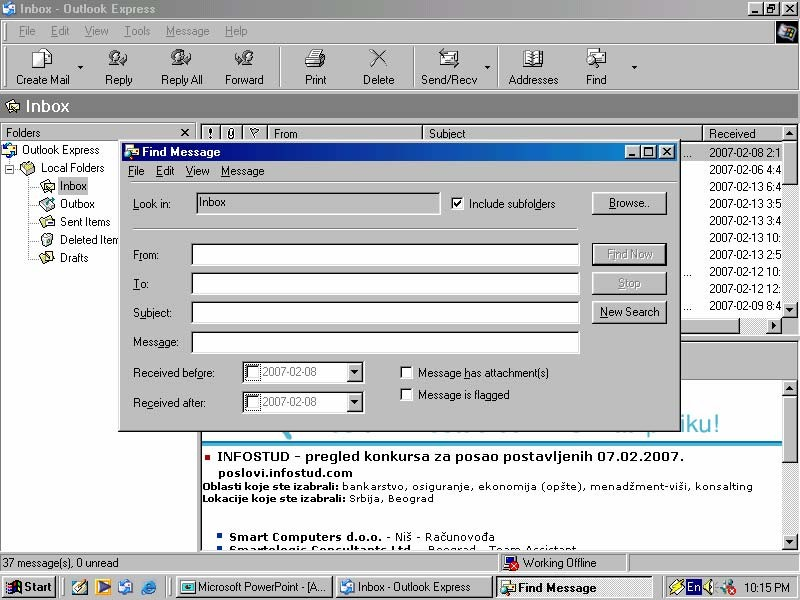 Inbox - Outlook Express
File Edit View Tools Message Help
Create Mail Reply Reply All Forward Print Delete Send/Recv Addresses Find
Inbox
Folders
From Subject Received
Outlook Express
Local Folders
Inbox
Outbox
Sent Items
Deleted Item
Drafts
Find Message
File Edit View Message
Look in: Inbox Include subfolders Browse..
From: Find Now
To: Stop
Subject: New Search
Message:
Received before: 2007-02-08 Message has attachment(s)
Received after: 2007-02-08 Message is flagged
... 2007-02-08 2:1
2007-02-06 4:4
2007-02-13 6:4
2007-02-13 3:5
2007-02-13 3:4
2007-02-13 10:
2007-02-13 2:5
... 2007-02-12 10:
2007-02-12 12:
... 2007-02-09 8:4
INFOSTUD - pregled konkursa za posao postavljenih 07.02.2007.
poslovi.infostud.com
Oblasti koje ste izabrali: bankarstvo, osiguranje, ekonomija (opšte), menadžment-viši, konsalting
Lokacije koje ste izabrali: Srbija, Beograd
Smart Computers d.o.o. - Niš - Računovođa
Smartlogic Consultants Ltd - Beograd - Team Assistant
37 message(s), 0 unread Working Offline
Start Microsoft PowerPoint - [A... Inbox - Outlook Express Find Message En 10:15 PM